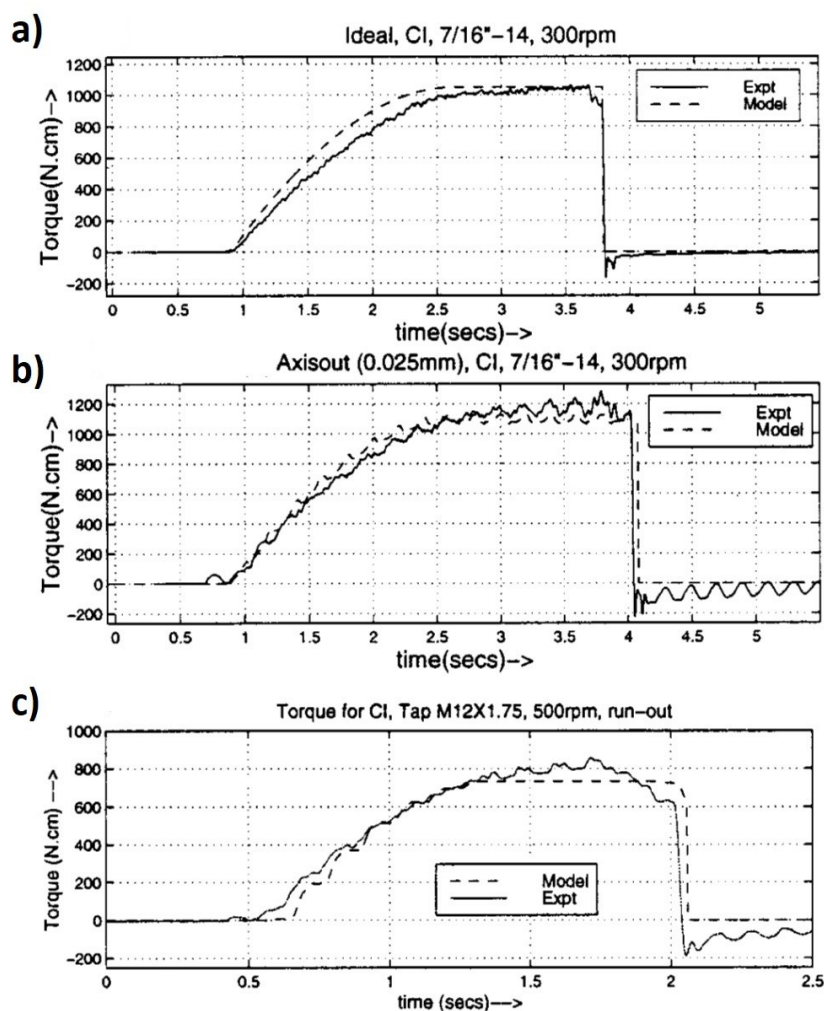 a)
Ideal, CI, 7/16"-14, 300rpm
Torque(N.cm)->
1200
1000
800
600
400
200
0
-200
Expt
Model
0 0.5 1 1.5 2 2.5 3 3.5 4 4.5 5
time(secs)->
b)
Axisout (0.025mm), CI, 7/16"-14, 300rpm
Torque(N.cm)->
1200
1000
800
600
400
200
0
-200
Expt
Model
0 0.5 1 1.5 2 2.5 3 3.5 4 4.5 5
time(secs)->
c)
Torque for CI, Tap M12X1.75, 500rpm, run-out
Torque (N.cm) --->
1000
800
600
400
200
0
-200
Model
Expt
0 0.5 1 1.5 2 2.5
time (secs)--->